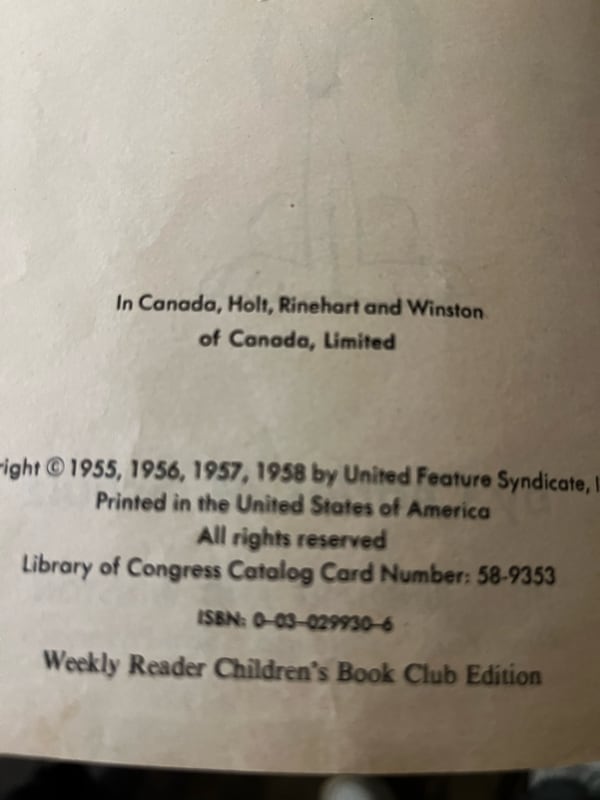 In Canada, Holt, Rinehart and Winston
of Canada, Limited
right © 1955, 1956, 1957, 1958 by United Feature Syndicate, I
Printed in the United States of America
All rights reserved
Library of Congress Catalog Card Number: 58-9353
ISBN: 0-03-029930-6
Weekly Reader Children's Book Club Edition